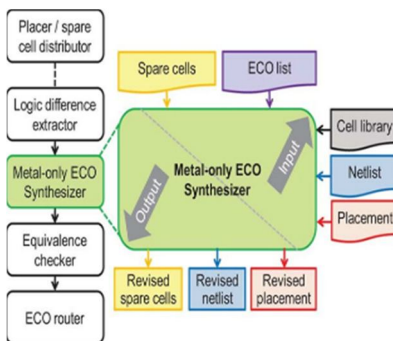 Placer / spare
cell distributor
Logic difference
extractor
Metal-only ECO
Synthesizer
Equivalence
checker
ECO router
Spare cells
ECO list
Input
Metal-only ECO
Synthesizer
Output
Cell library
Netlist
Placement
Revised
spare cells
Revised
netlist
Revised
placement